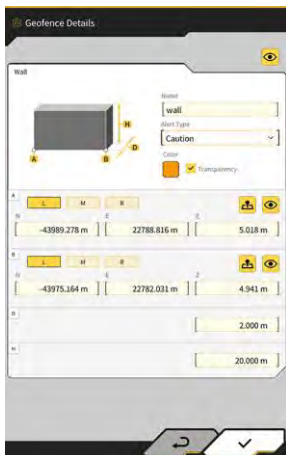 Geofence Details
Wall
Name
wall
Alert Type
Caution
Color
Transparency
H
D
A B
A
L M R
N E Z
-43989.278 m 22788.816 m 5.018 m
B
L M R
N E Z
-43975.164 m 22782.031 m 4.941 m
D
2.000 m
H
20.000 m